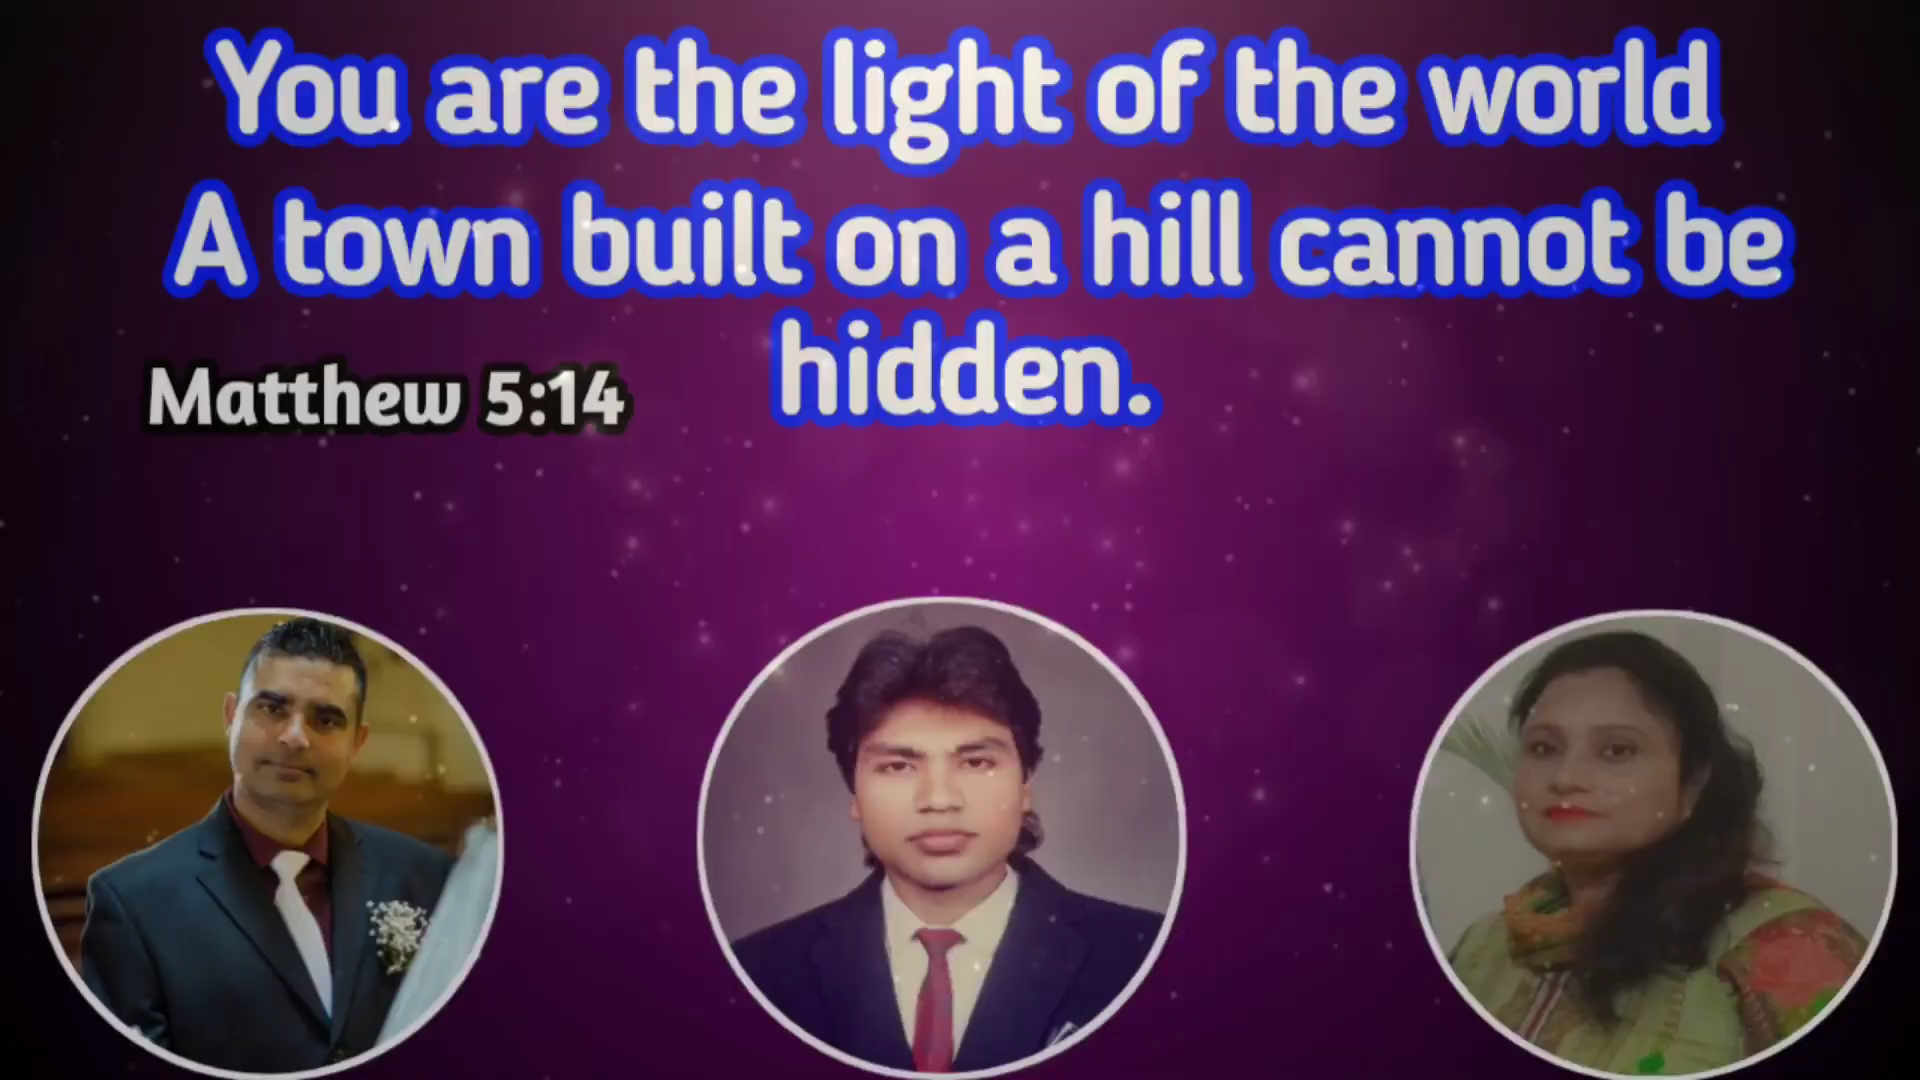 You are the light of the world
A town built on a hill cannot be
hidden.
Matthew 5:14